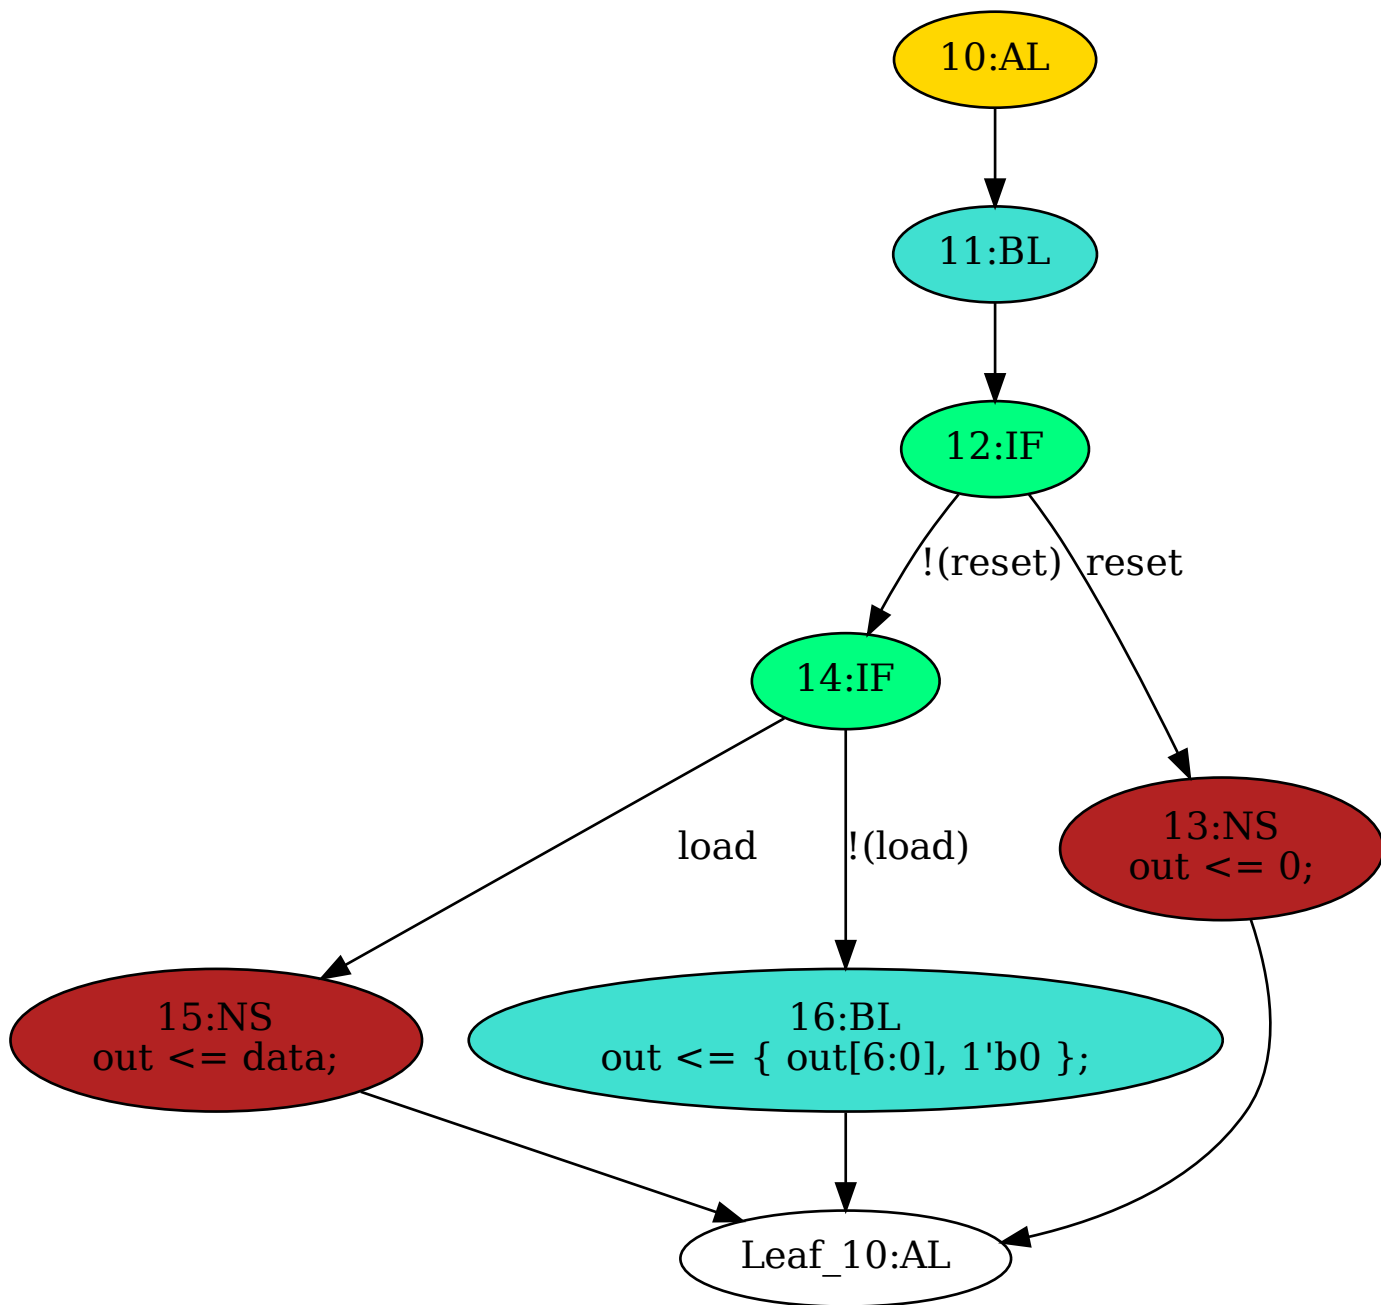 10:AL
11:BL
12:IF
!(reset)
reset
14:IF
load
!(load)
13:NS
out <= 0;
15:NS
out <= data;
16:BL
out <= { out[6:0], 1'b0 };
Leaf_10:AL